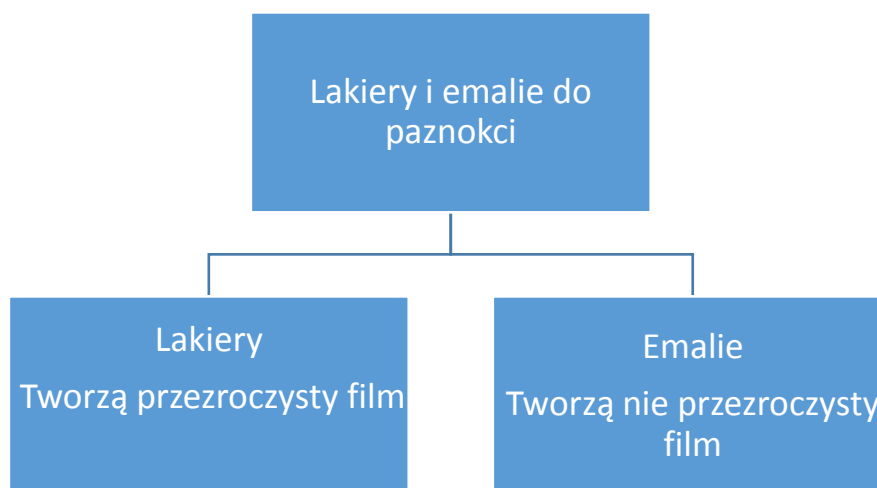 Lakiery i emalie do
paznokci
Lakiery
Tworzą przezroczysty film
Emalie
Tworzą nie przezroczysty
film